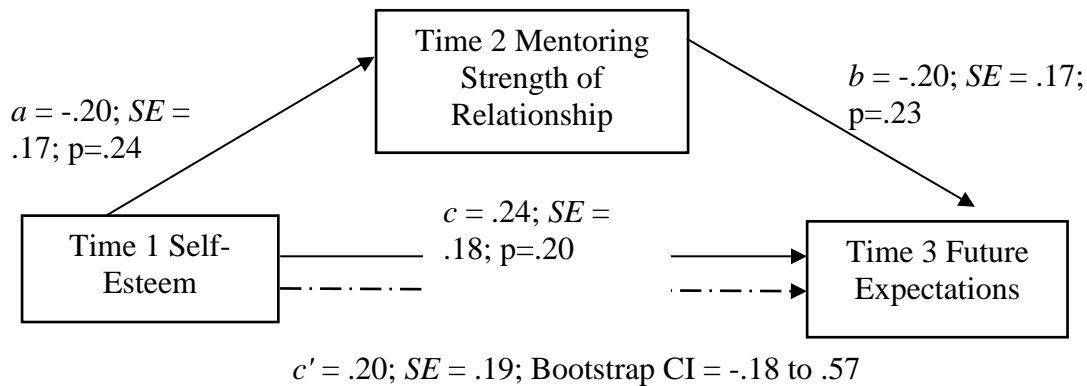 Time 2 Mentoring
Strength of
Relationship
a = -.20; SE =
.17; p=.24
b = -.20; SE = .17;
p=.23
Time 1 Self-
Esteem
c = .24; SE =
.18; p=.20
Time 3 Future
Expectations
c' = .20; SE = .19; Bootstrap CI = -.18 to .57